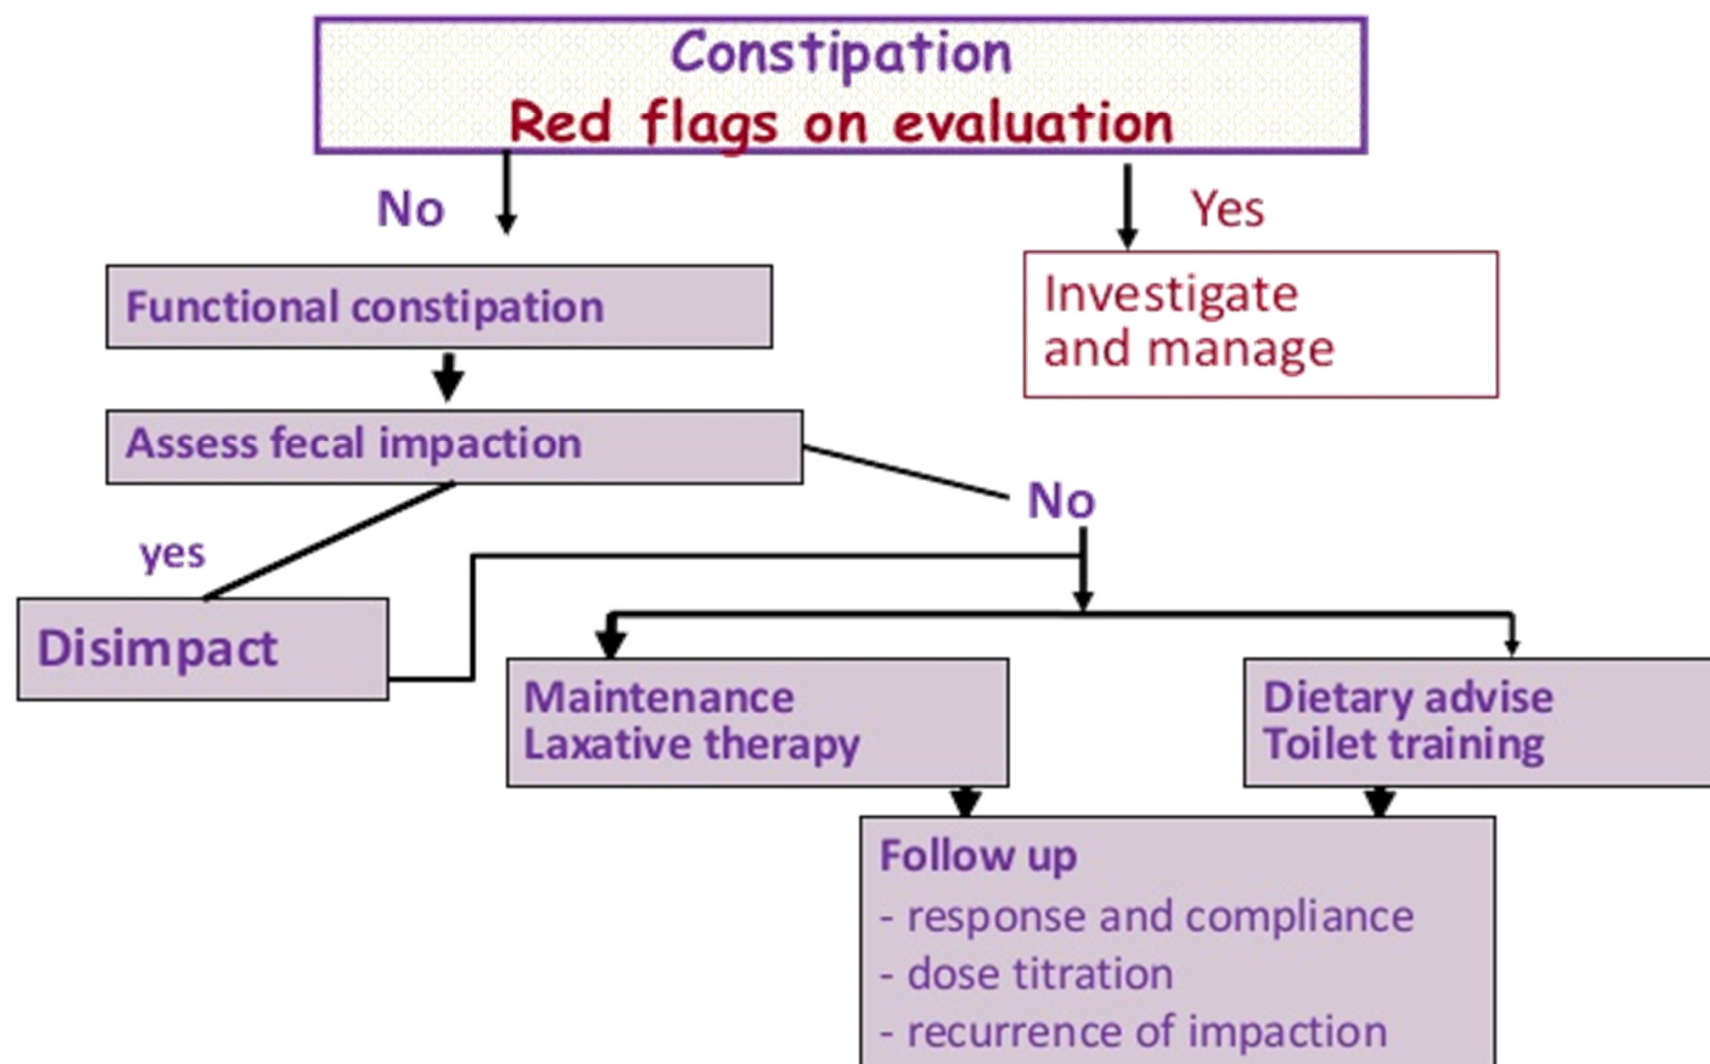 Constipation
Red flags on evaluation
No
Yes
Functional constipation
Investigate
and manage
Assess fecal impaction
No
yes
Disimpact
Maintenance
Laxative therapy
Dietary advise
Toilet training
Follow up
- response and compliance
- dose titration
- recurrence of impaction